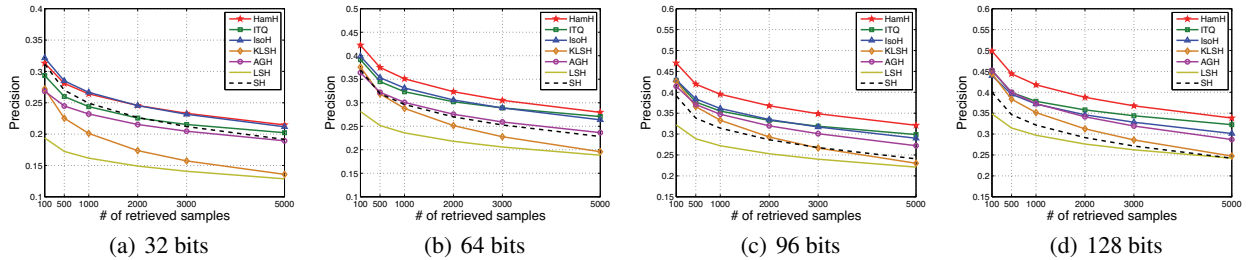 Precision
0.4
0.35
0.3
0.25
0.2
0.15
0.1
100 500 1000 2000 3000 5000
# of retrieved samples
HamH
ITQ
IsoH
KLSH
AGH
LSH
SH
(a) 32 bits
Precision
0.5
0.45
0.4
0.35
0.3
0.25
0.2
0.15
0.1
100 500 1000 2000 3000 5000
# of retrieved samples
HamH
ITQ
IsoH
KLSH
AGH
LSH
SH
(b) 64 bits
Precision
0.6
0.55
0.5
0.45
0.4
0.35
0.3
0.25
0.2
0.15
100 500 1000 2000 3000 5000
# of retrieved samples
HamH
ITQ
IsoH
KLSH
AGH
LSH
SH
(c) 96 bits
Precision
0.6
0.55
0.5
0.45
0.4
0.35
0.3
0.25
0.2
0.15
100 500 1000 2000 3000 5000
# of retrieved samples
HamH
ITQ
IsoH
KLSH
AGH
LSH
SH
(d) 128 bits